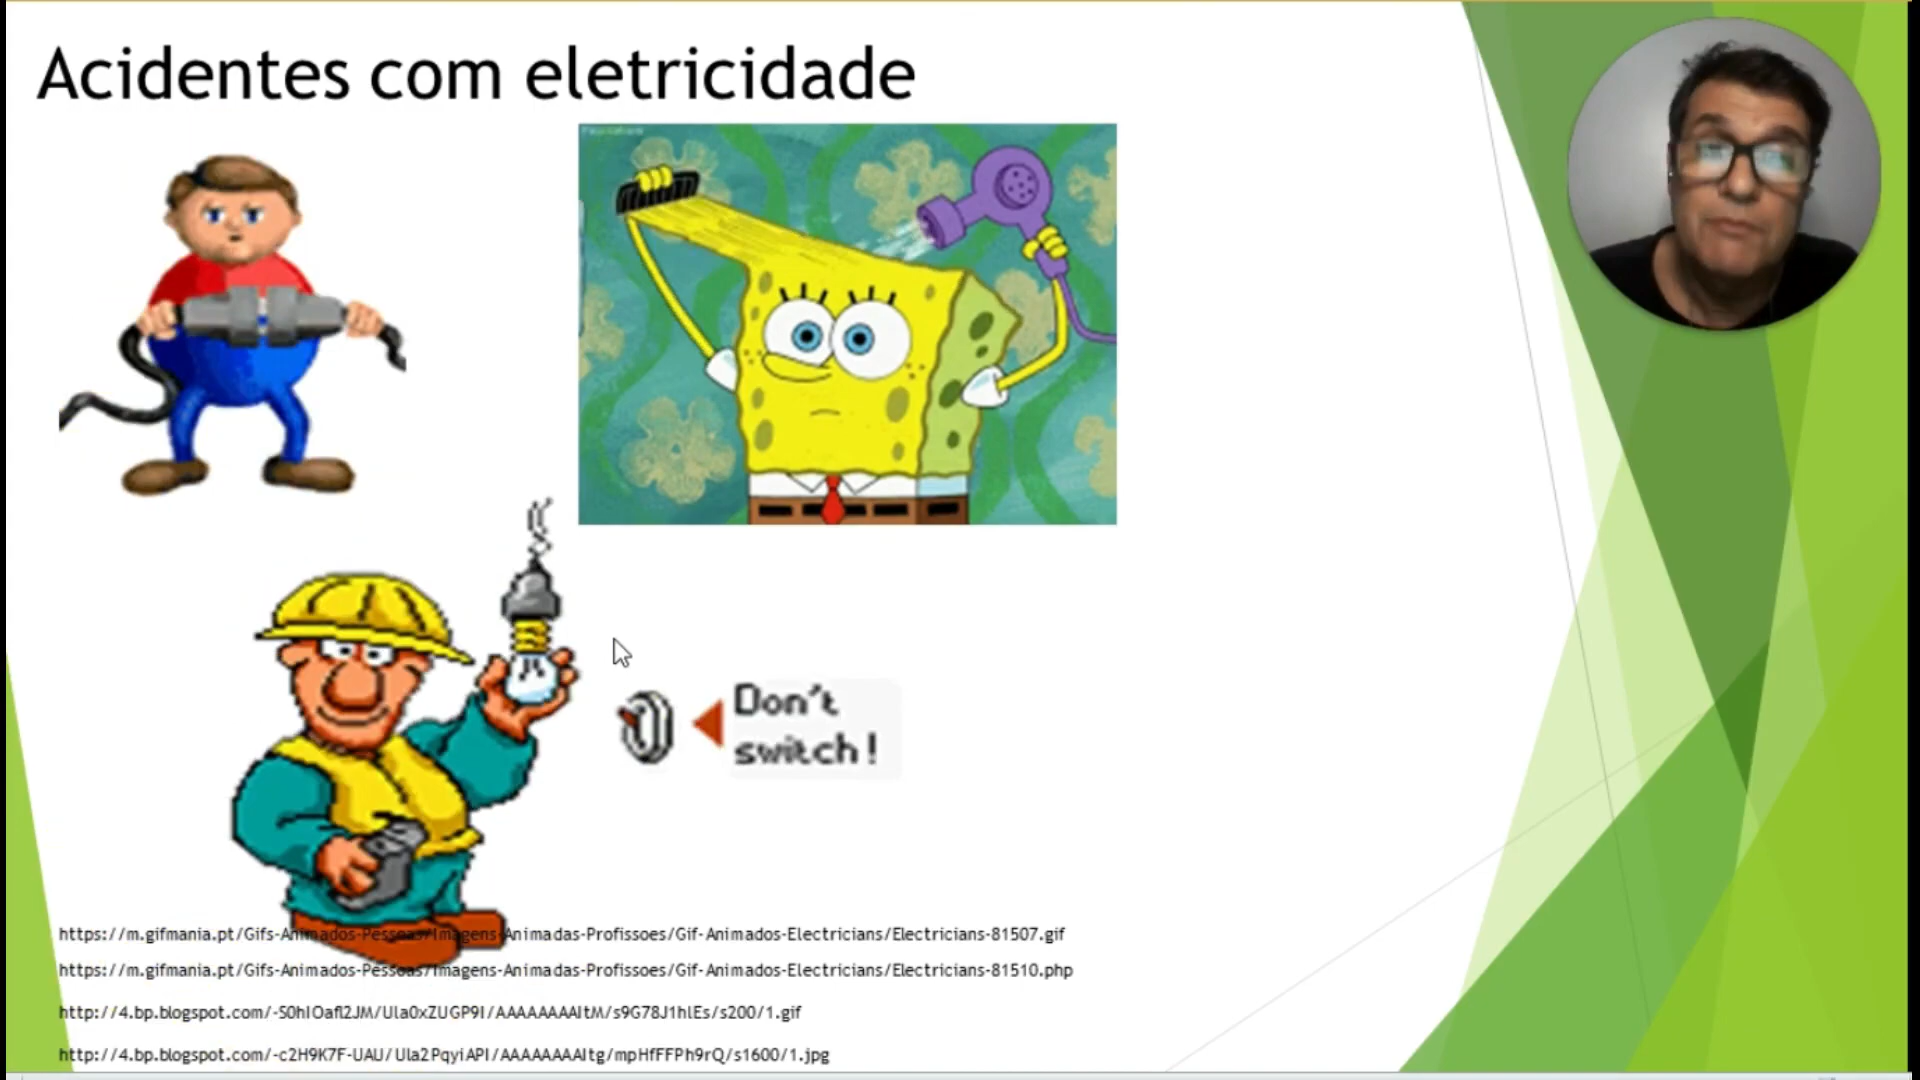 Acidentes com eletricidade
Don't
switch!
https://m.gifmania.pt/Gifs-Animados-Pessoas/Imagens-Animadas-Profissoes/Gif-Animados-Electricians/Electricians-81507.gif
https://m.gifmania.pt/Gifs-Animados-Pessoas/Imagens-Animadas-Profissoes/Gif-Animados-Electricians/Electricians-81510.php
http://4.bp.blogspot.com/-S0hIOafl2JM/Ula0xZUGP9I/AAAAAAAAItM/s9G78J1hlEs/s200/1.gif
http://4.bp.blogspot.com/-c2H9K7F-UAU/Ula2PqyiAPI/AAAAAAAAItg/mpHfFFPh9rQ/s1600/1.jpg